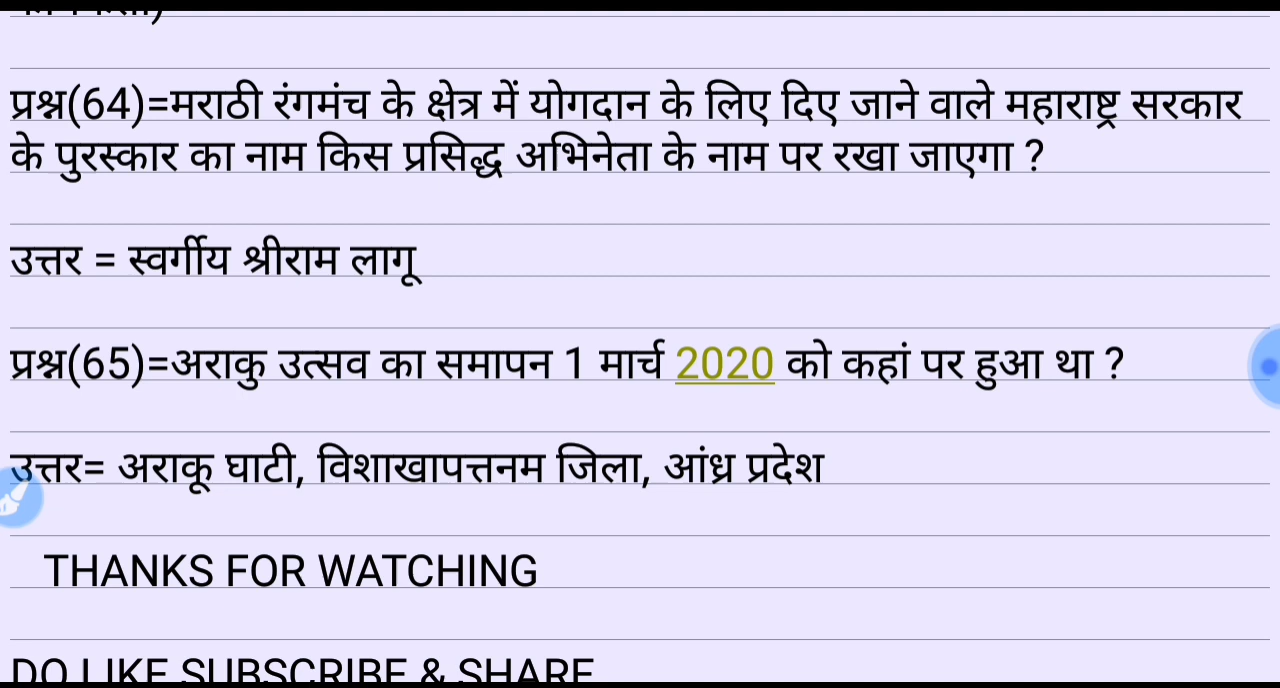 प्रश्न(64)=मराठी रंगमंच के क्षेत्र में योगदान के लिए दिए जाने वाले महाराष्ट्र सरकार
के पुरस्कार का नाम किस प्रसिद्ध अभिनेता के नाम पर रखा जाएगा ?
उत्तर = स्वर्गीय श्रीराम लागू
प्रश्न(65)=अराकु उत्सव का समापन 1 मार्च 2020 को कहां पर हुआ था ?
उत्तर= अराकू घाटी, विशाखापत्तनम जिला, आंध्र प्रदेश
THANKS FOR WATCHING
DO LIKE SUBSCRIBE & SHARE